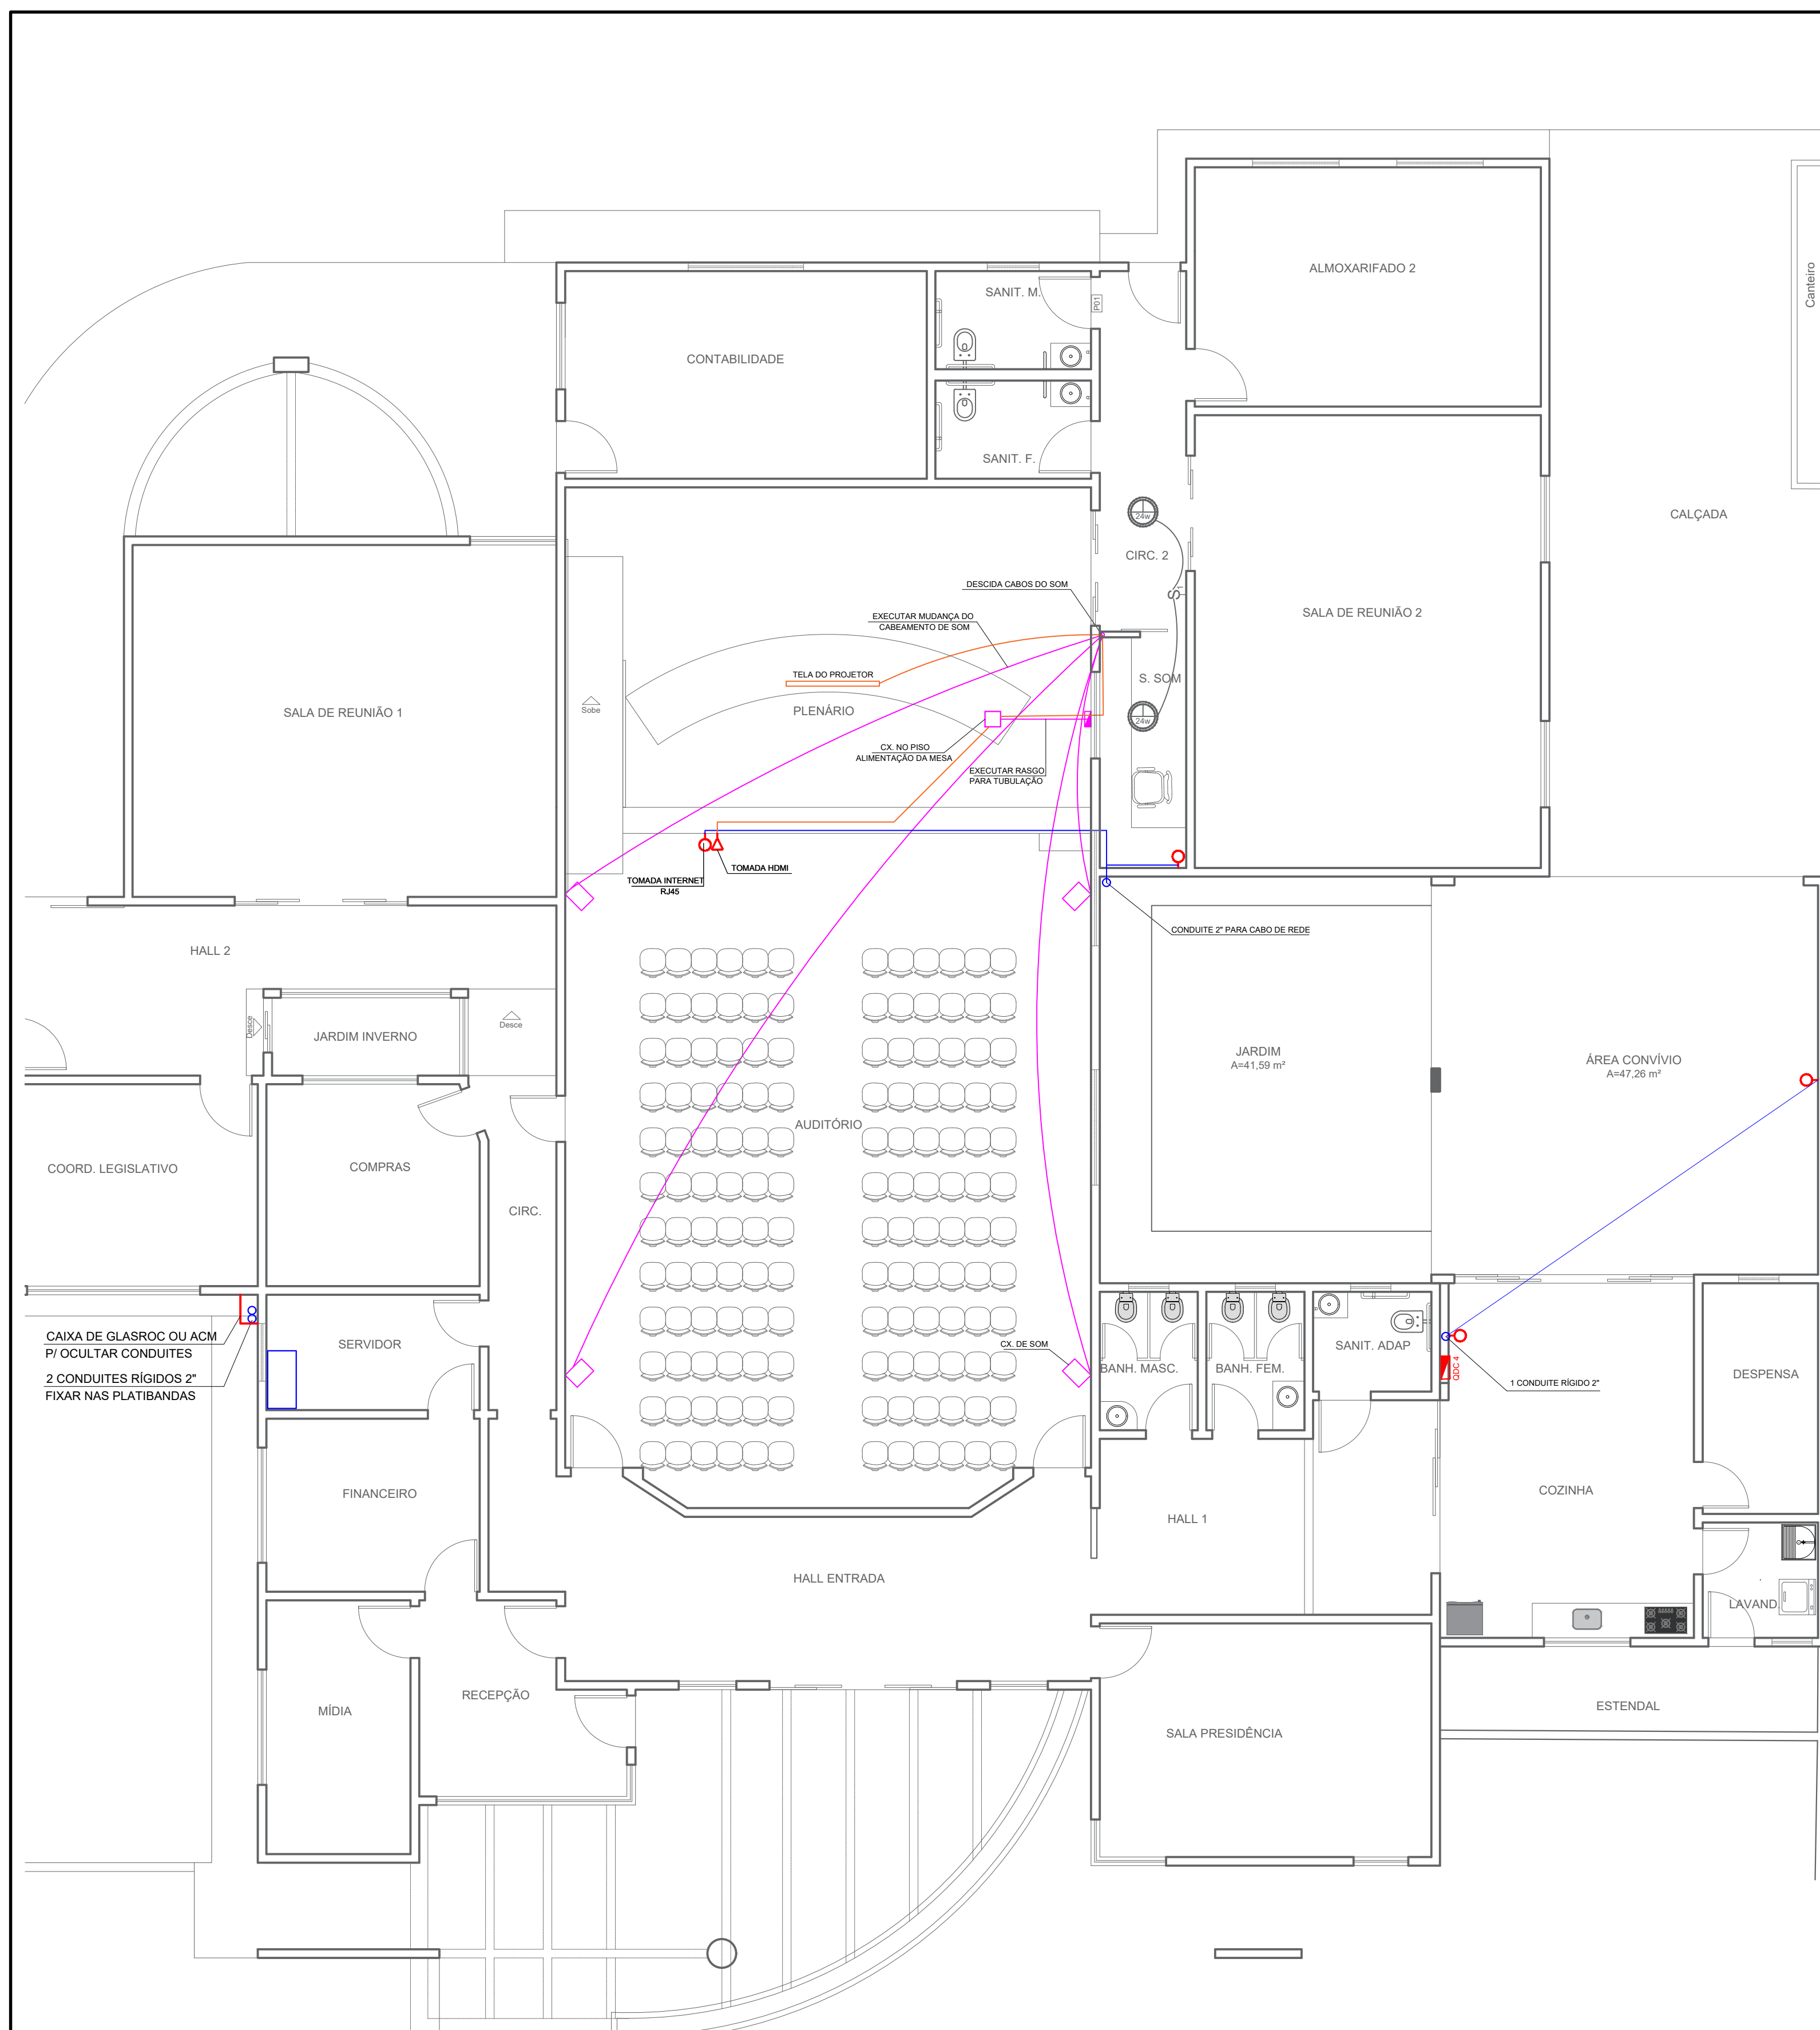 Canteiro
ALMOXARIFADO 2
SANIT. M.
P01
CONTABILIDADE
SANIT. F.
CALÇADA
24w
CIRC. 2
DESCIDA CABOS DO SOM
S1
EXECUTAR MUDANÇA DO
CABEAMENTO DE SOM
SALA DE REUNIÃO 2
TELA DO PROJETOR
S. SOM
Sobe
PLENÁRIO
SALA DE REUNIÃO 1
24w
CX. NO PISO
ALIMENTAÇÃO DA MESA
EXECUTAR RASGO
PARA TUBULAÇÃO
TOMADA HDMI
TOMADA INTERNET
RJ45
CONDUITE 2" PARA CABO DE REDE
HALL 2
Desce
Desce
JARDIM INVERNO
JARDIM
A=41,59 m²
ÁREA CONVÍVIO
A=47,26 m²
AUDITÓRIO
COORD. LEGISLATIVO
COMPRAS
CIRC.
CAIXA DE GLASROC OU ACM
P/ OCULTAR CONDUITES
2 CONDUITES RÍGIDOS 2"
FIXAR NAS PLATIBANDAS
SERVIDOR
CX. DE SOM
BANH. MASC.
BANH. FEM.
SANIT. ADAP
QDC 4
1 CONDUITE RÍGIDO 2"
DESPENSA
FINANCEIRO
COZINHA
HALL 1
HALL ENTRADA
LAVAND.
MÍDIA
RECEPÇÃO
SALA PRESIDÊNCIA
ESTENDAL